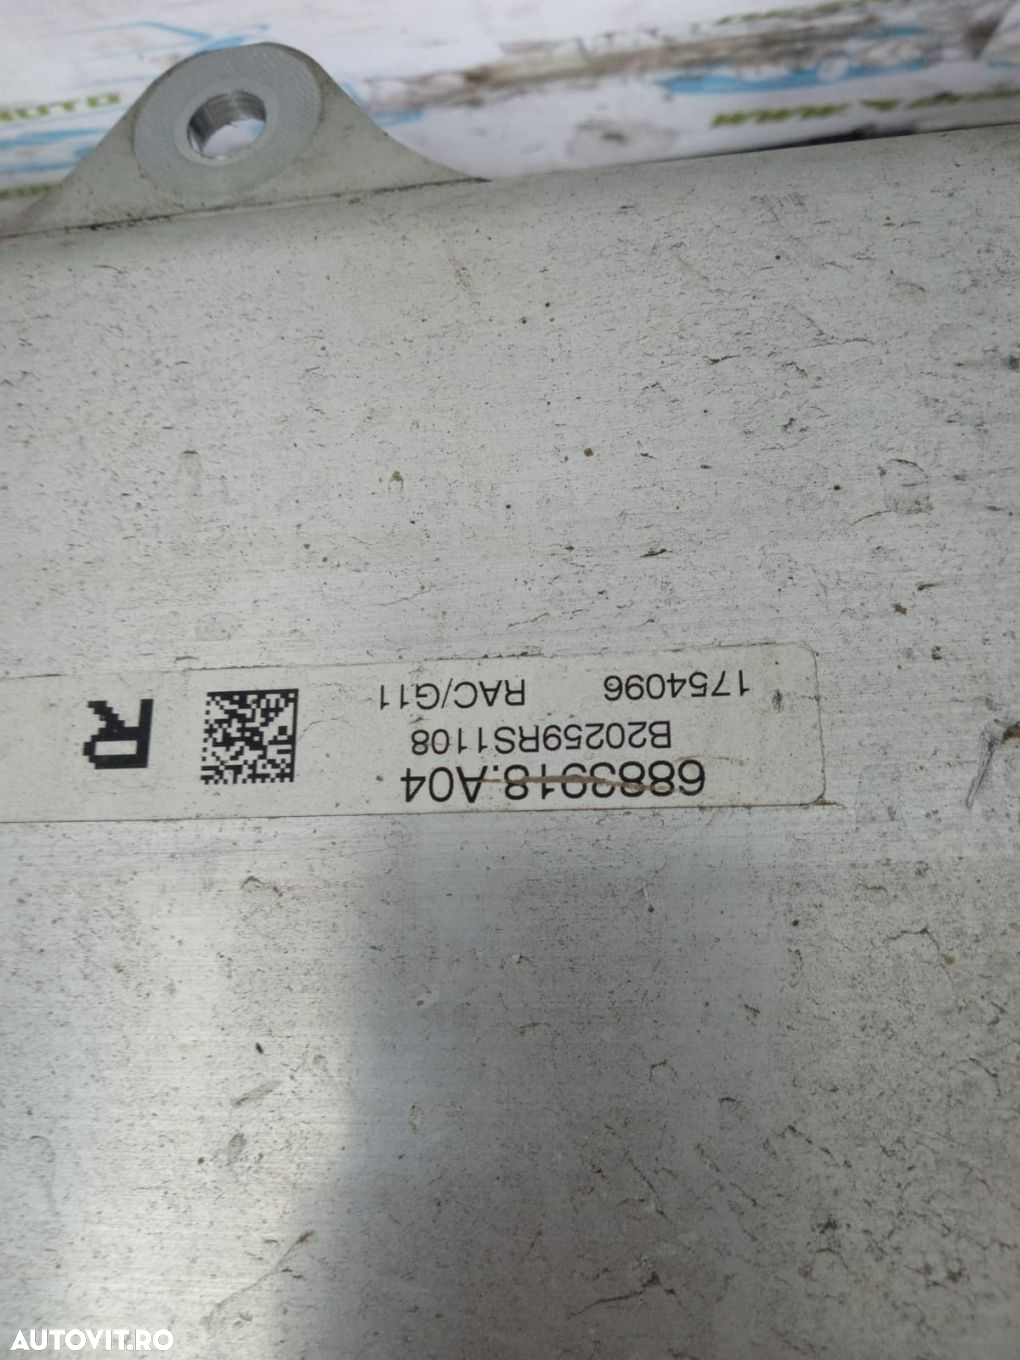 6883918.A04
B20259RS1108
1754096 RAC/G11
R
AUTOVIT.RO